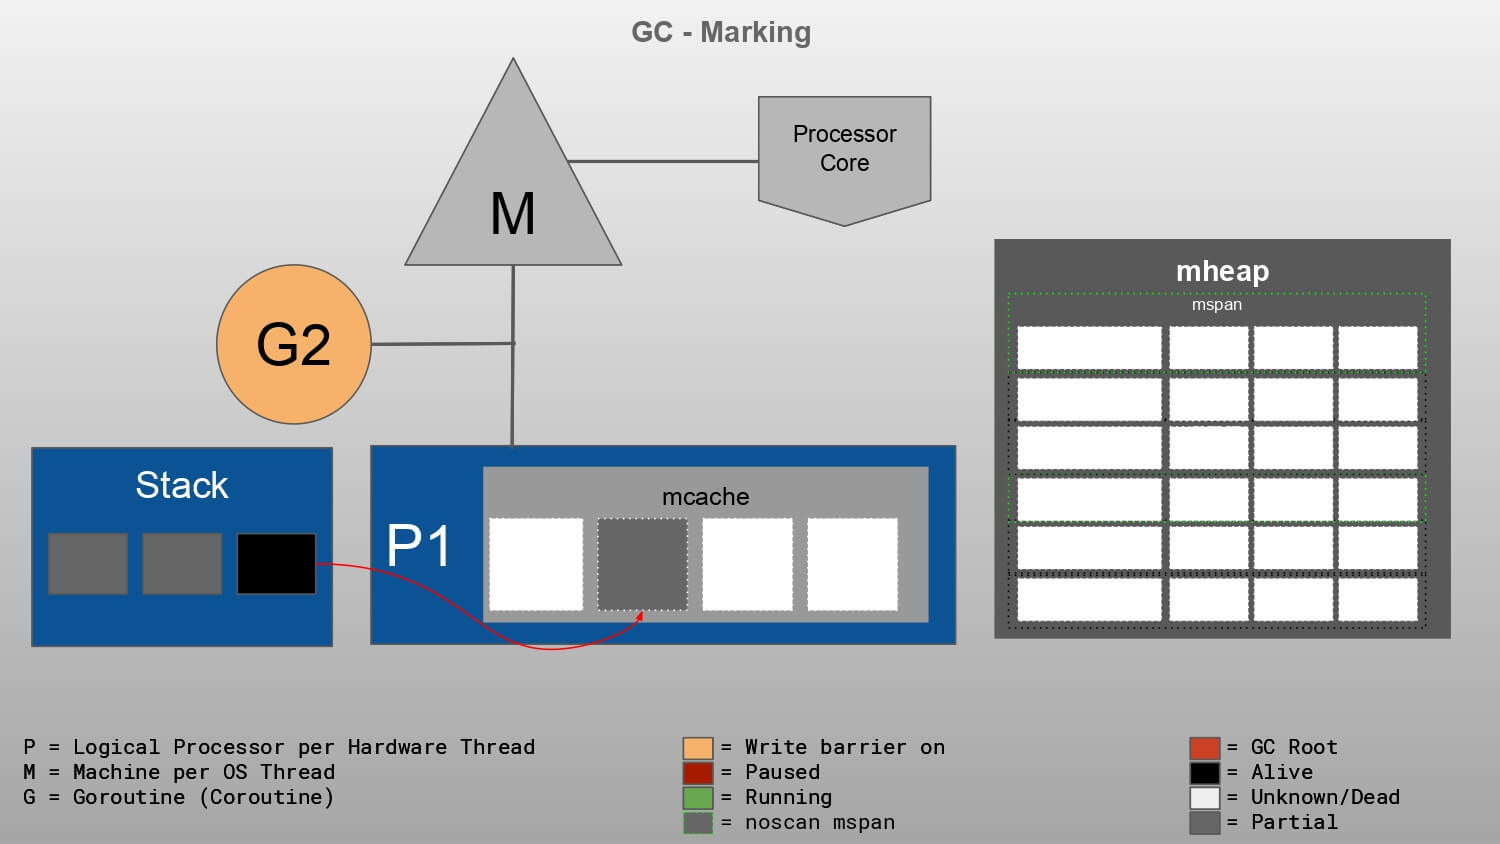 GC - Marking
M
Processor
Core
G2
mheap
mspan
Stack
P1
mcache
P = Logical Processor per Hardware Thread
M = Machine per OS Thread
G = Goroutine (Coroutine)
= Write barrier on
= Paused
= Running
= noscan mspan
= GC Root
= Alive
= Unknown/Dead
= Partial